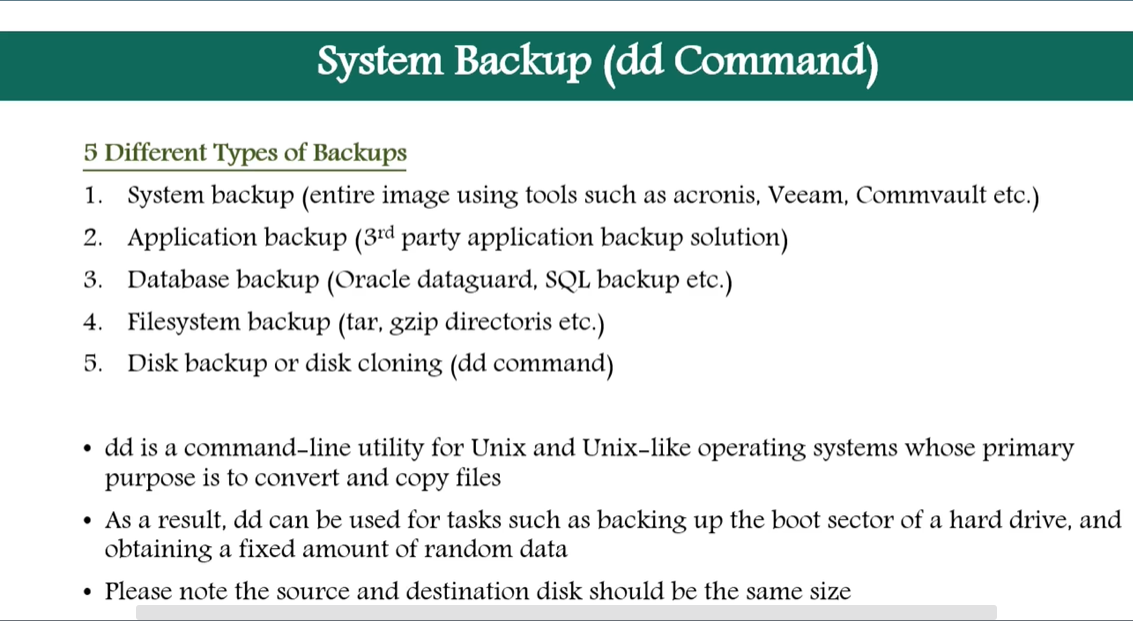 System Backup (dd Command)
5 Different Types of Backups
1. System backup (entire image using tools such as acronis, Veeam, Commvault etc.)
2. Application backup (3rd party application backup solution)
3. Database backup (Oracle dataguard, SQL backup etc.)
4. Filesystem backup (tar, gzip directoris etc.)
5. Disk backup or disk cloning (dd command)
• dd is a command-line utility for Unix and Unix-like operating systems whose primary
purpose is to convert and copy files
• As a result, dd can be used for tasks such as backing up the boot sector of a hard drive, and
obtaining a fixed amount of random data
• Please note the source and destination disk should be the same size